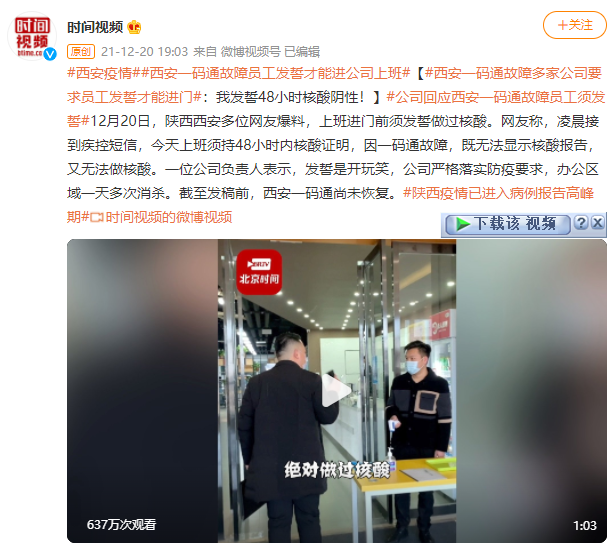 时间
视频
btime.com
时间视频
+关注
原创 21-12-20 19:03 来自 微博视频号 已编辑
#西安疫情##西安一码通故障员工发誓才能进公司上班#【#西安一码通故障多家公司要
求员工发誓才能进门#：我发誓48小时核酸阴性！】#公司回应西安一码通故障员工须发
誓#12月20日，陕西西安多位网友爆料，上班进门前须发誓做过核酸。网友称，凌晨接
到疾控短信，今天上班须持48小时内核酸证明，因一码通故障，既无法显示核酸报告，
又无法做核酸。一位公司负责人表示，发誓是开玩笑，公司严格落实防疫要求，办公区
域一天多次消杀。截至发稿前，西安一码通尚未恢复。#陕西疫情已进入病例报告高峰
期#时间视频的微博视频
下载该 视频 ? X
BRTV
北京时间
绝对做过核酸
637万次观看
1:03